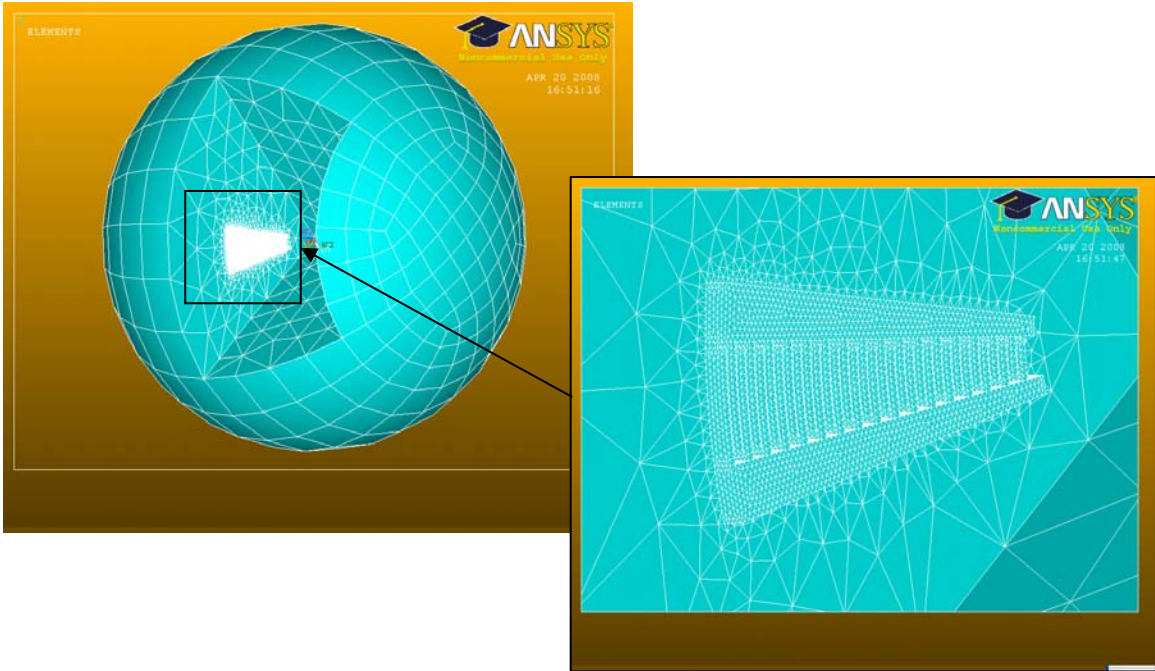 ELEMENTS
ANSYS
Noncommercial Use Only
APR 20 2008
16:51:16
ELEMENTS
ANSYS
Noncommercial Use Only
APR 20 2008
16:51:47